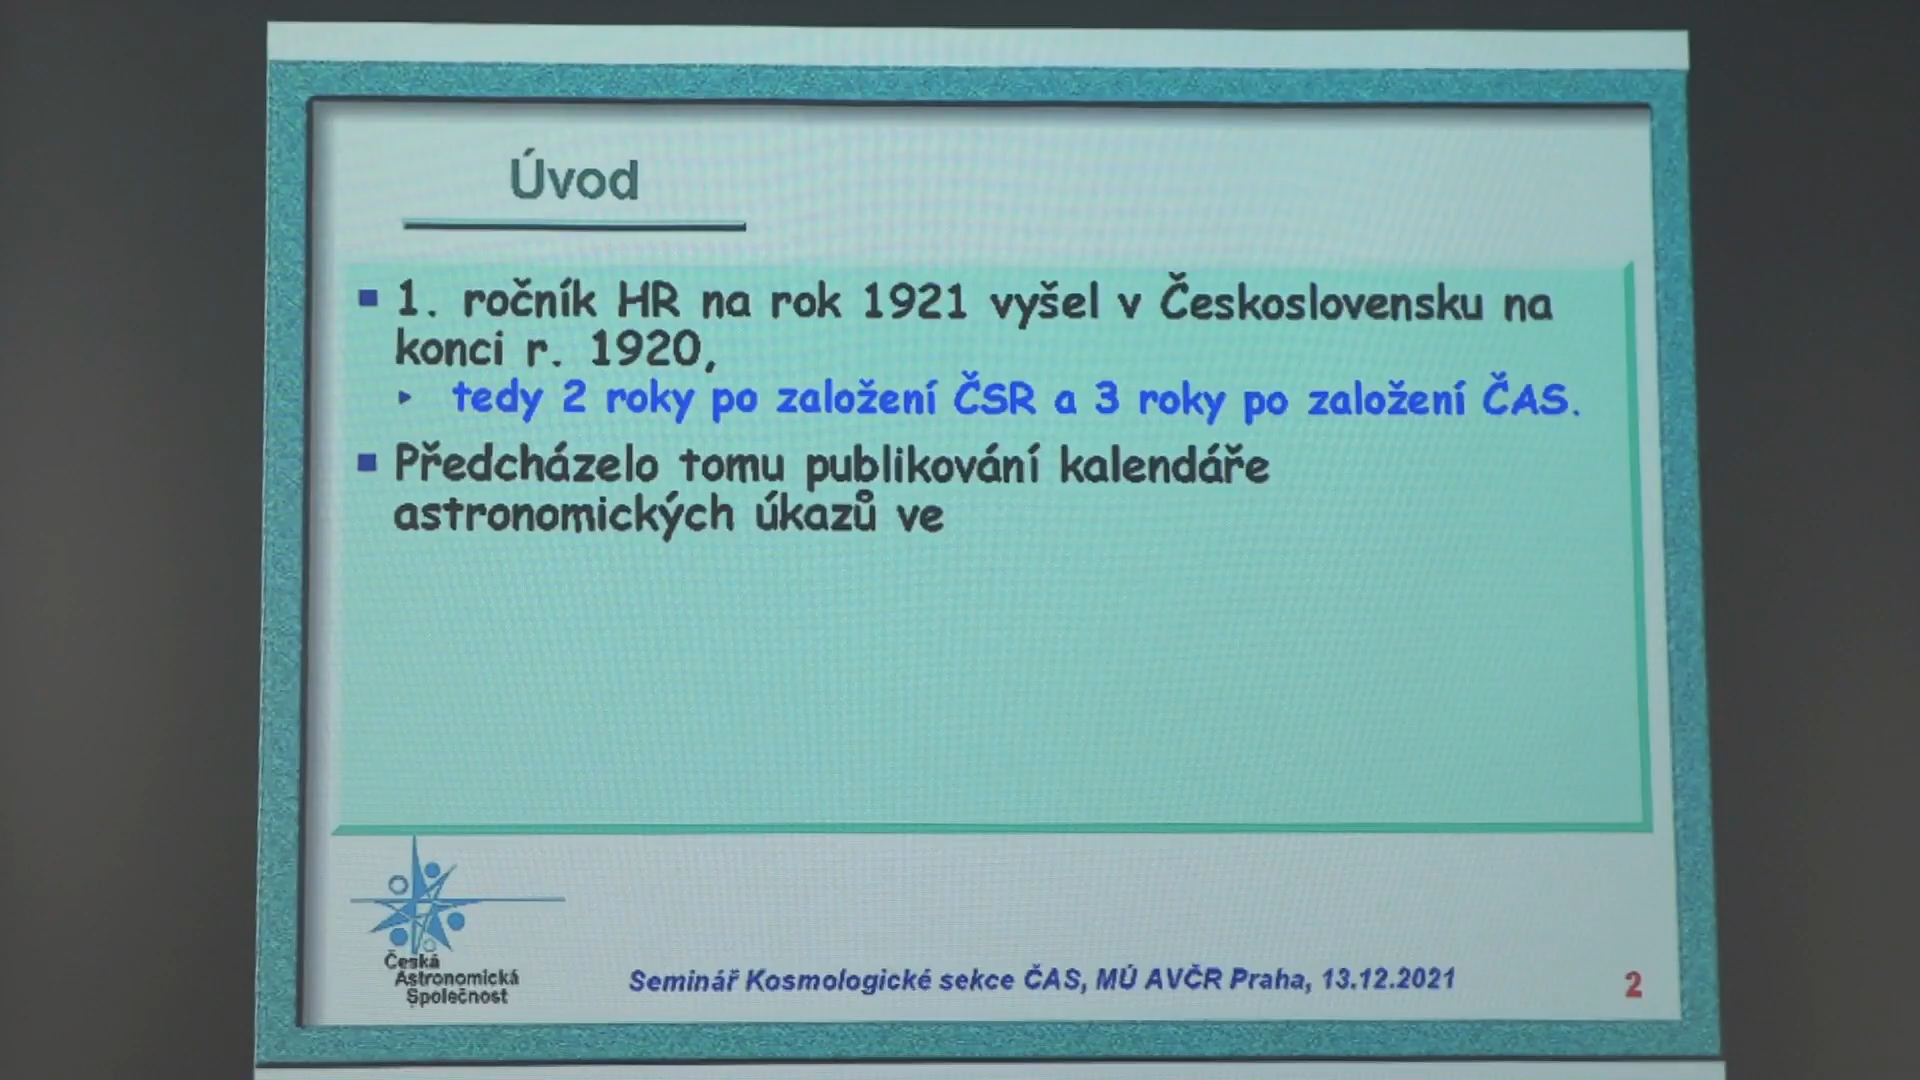 Úvod
1. ročník HR na rok 1921 vyšel v Československu na
konci r. 1920,
tedy 2 roky po založení ČSR a 3 roky po založení ČAS.
Předcházelo tomu publikování kalendáře
astronomických úkazů ve
Česká
Astronomická
Společnost
Seminář Kosmologické sekce ČAS, MÚ AVČR Praha, 13.12.2021
2